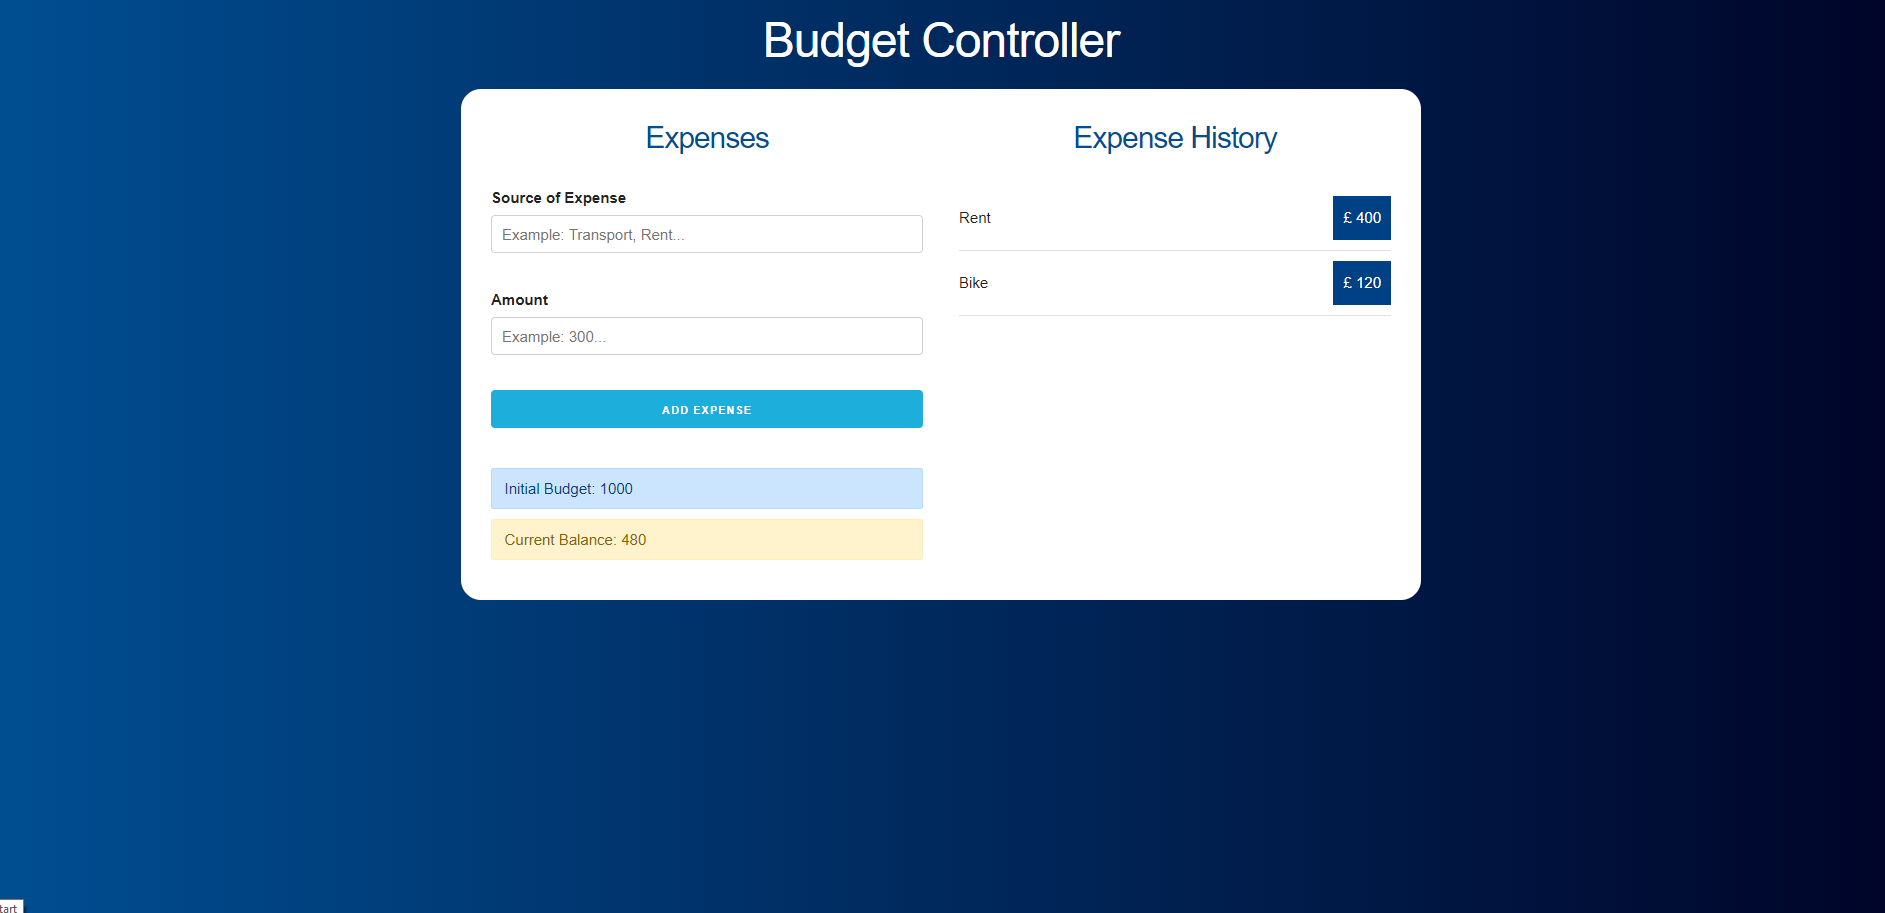 Budget Controller
Expenses
Source of Expense
Example: Transport, Rent...
Amount
Example: 300...
ADD EXPENSE
Initial Budget: 1000
Current Balance: 480
Expense History
Rent
£ 400
Bike
£ 120
tart